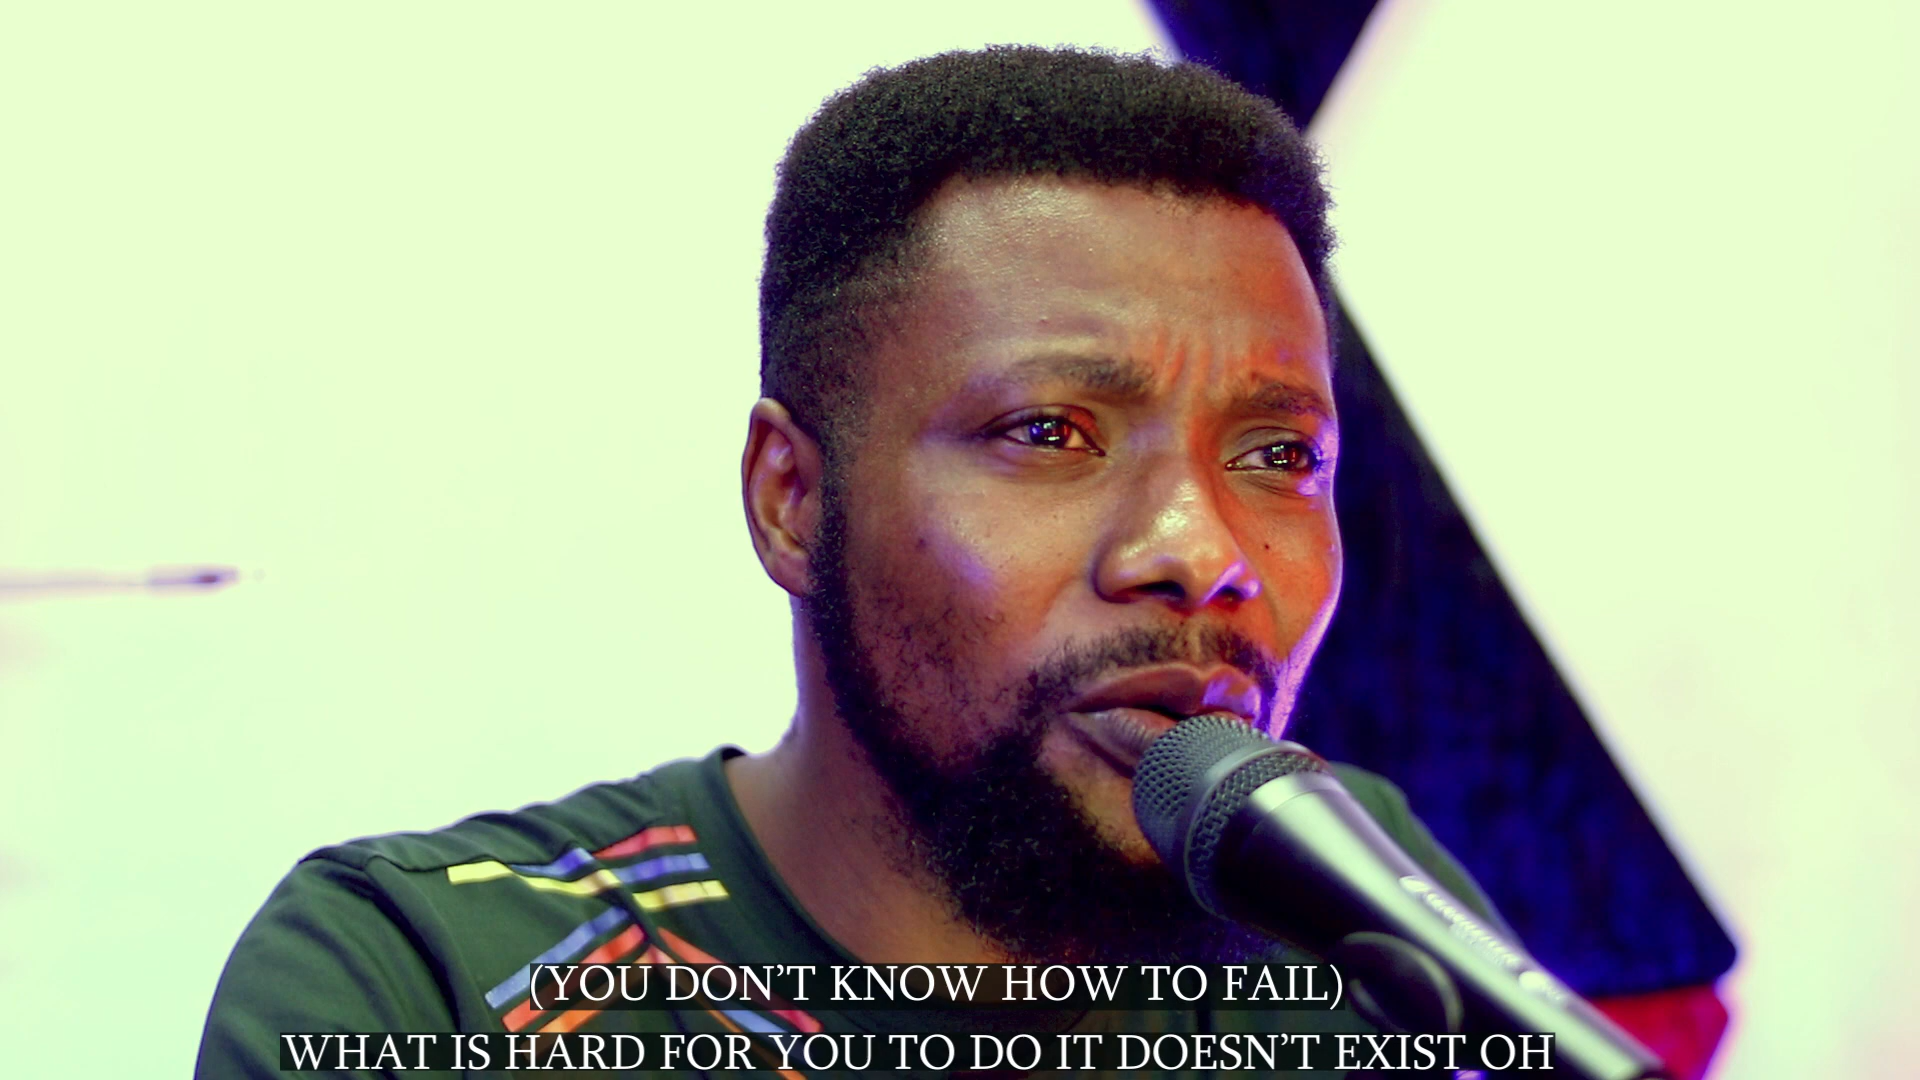 (YOU DON’T KNOW HOW TO FAIL)
WHAT IS HARD FOR YOU TO DO IT DOESN’T EXIST OH